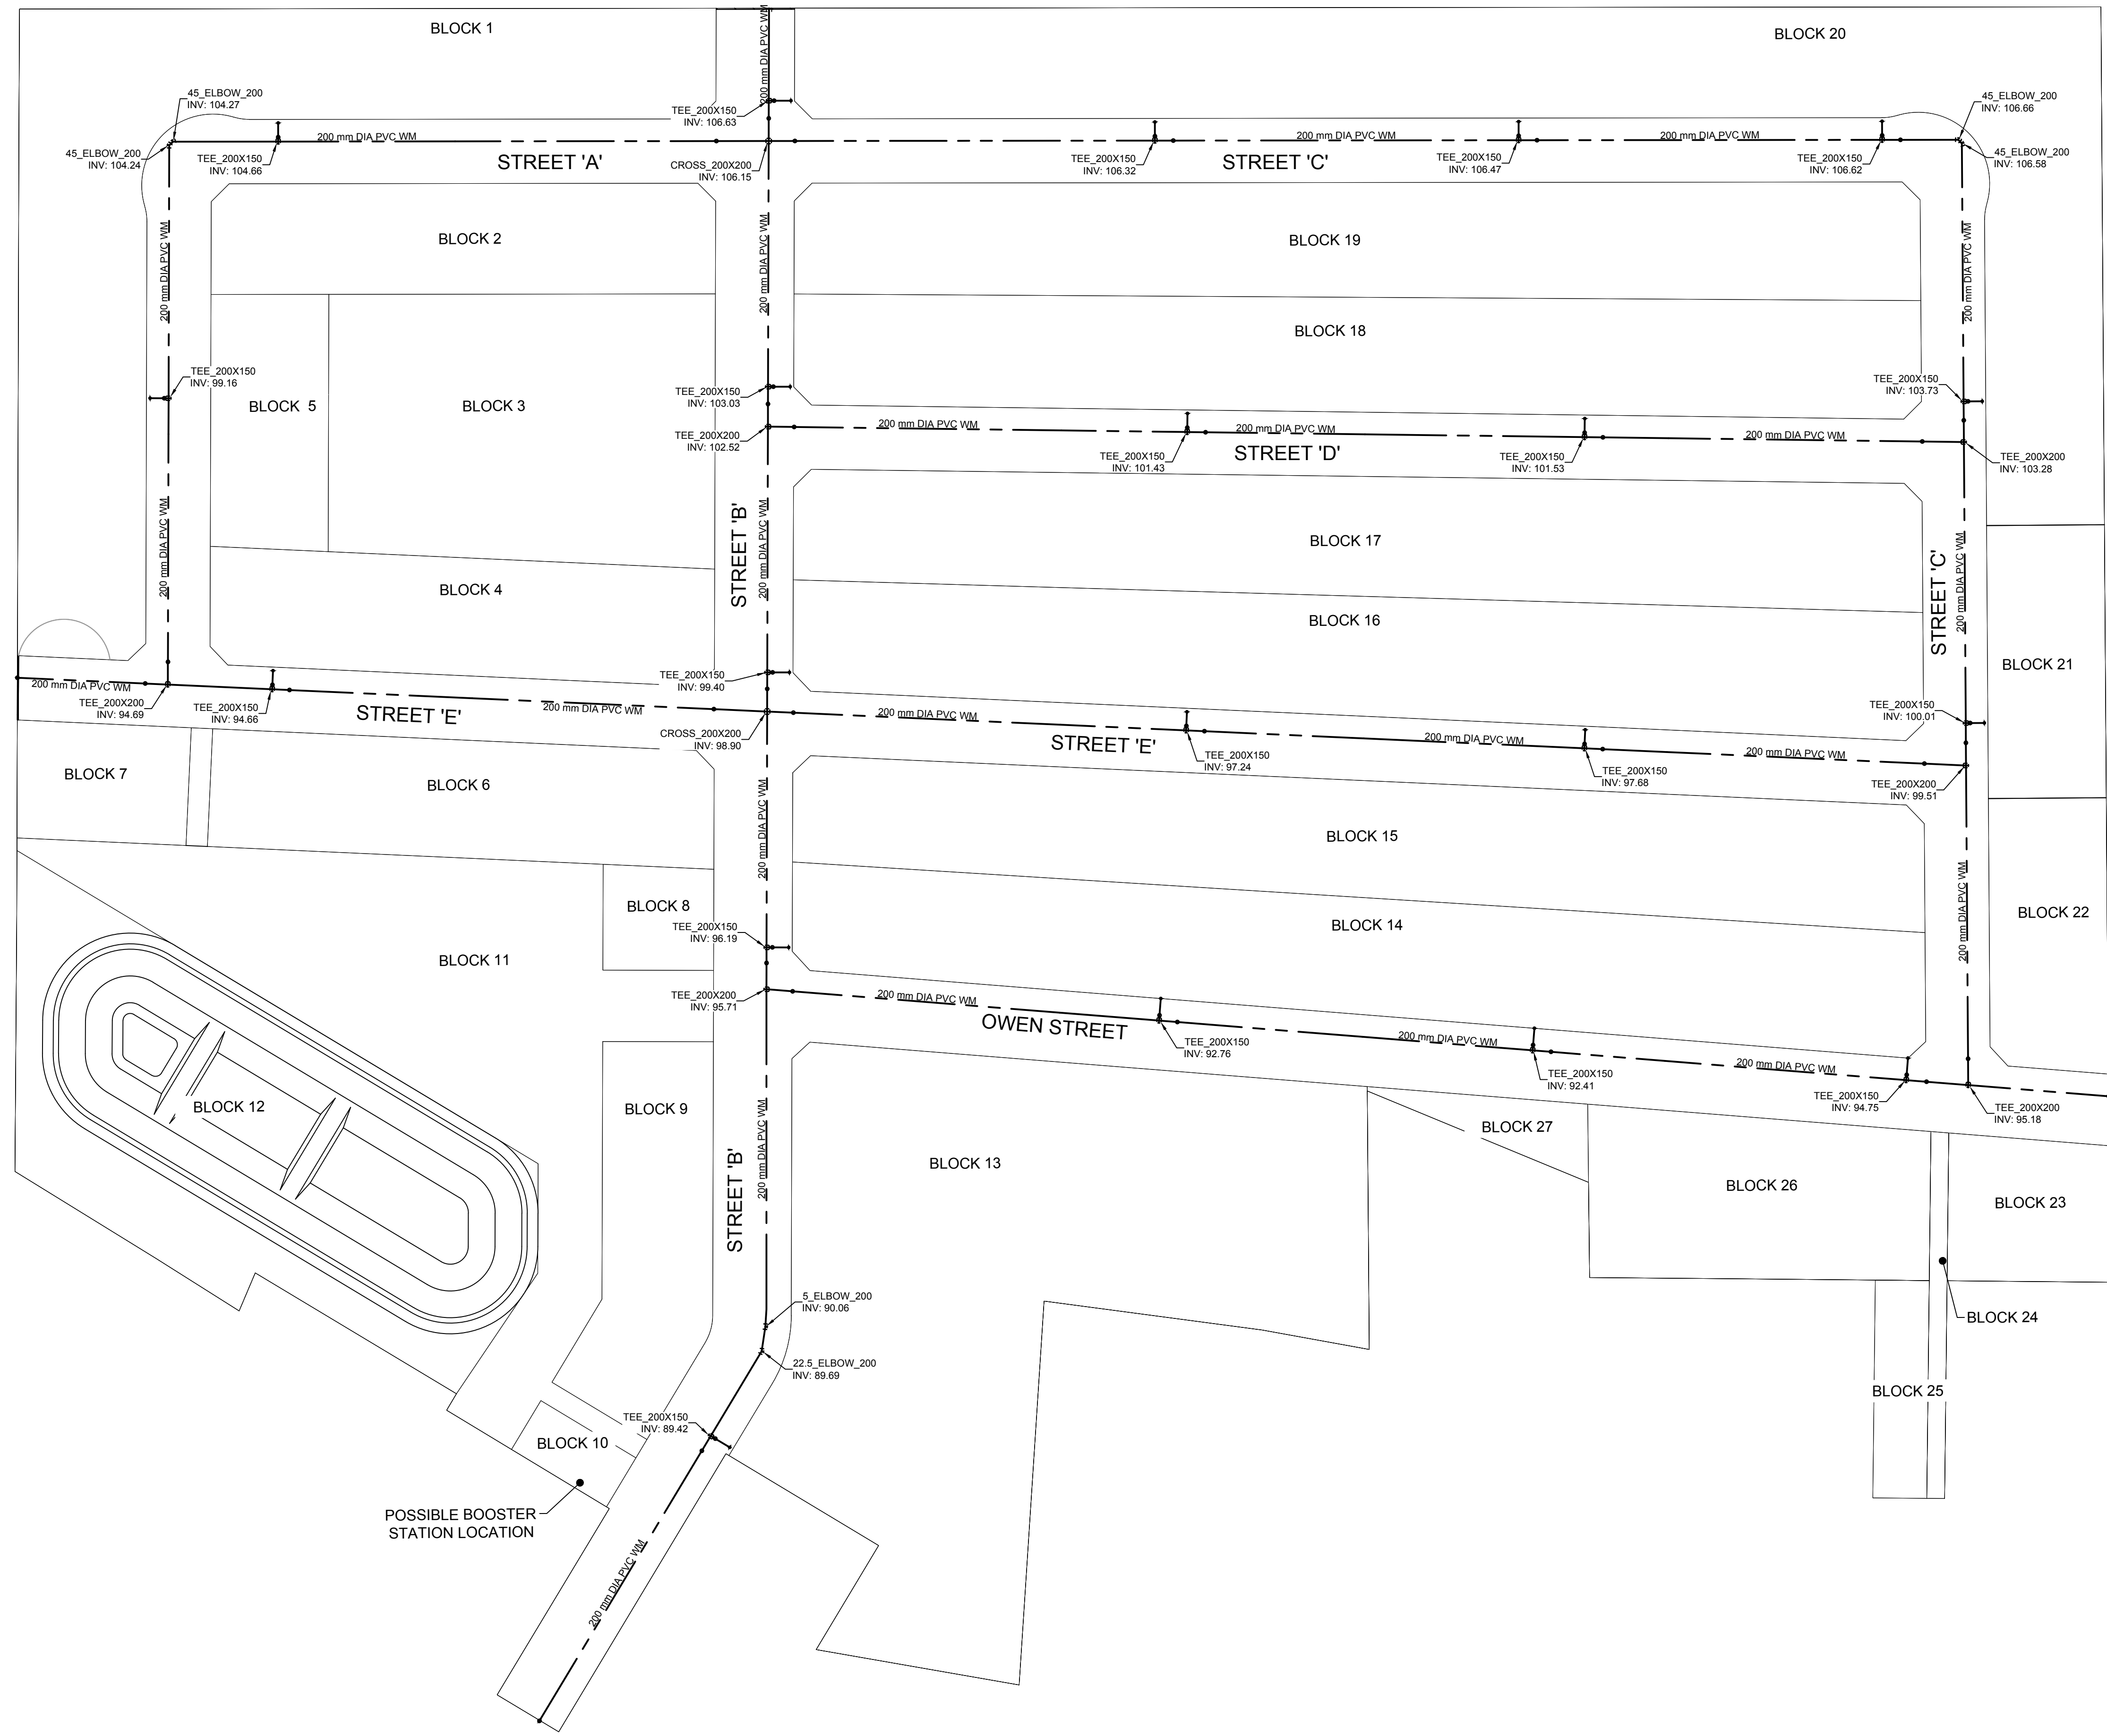 BLOCK 1
200 mm DIA PVC WM
BLOCK 20
45_ELBOW_200
INV: 104.27
TEE_200X150
INV: 106.63
45_ELBOW_200
INV: 106.66
45_ELBOW_200
INV: 104.24
TEE_200X150
INV: 104.66
200 mm DIA PVC WM
STREET 'A'
CROSS_200X200
INV: 106.15
TEE_200X150
INV: 106.32
STREET 'C'
200 mm DIA PVC WM
TEE_200X150
INV: 106.47
200 mm DIA PVC WM
TEE_200X150
INV: 106.62
45_ELBOW_200
INV: 106.58
200 mm DIA PVC WM
BLOCK 2
200 mm DIA PVC WM
BLOCK 19
200 mm DIA PVC WM
BLOCK 18
TEE_200X150
INV: 99.16
BLOCK 5
BLOCK 3
TEE_200X150
INV: 103.03
TEE_200X150
INV: 103.73
TEE_200X200
INV: 102.52
200 mm DIA PVC WM
TEE_200X150
INV: 101.43
200 mm DIA PVC WM
STREET 'D'
TEE_200X150
INV: 101.53
200 mm DIA PVC WM
TEE_200X200
INV: 103.28
200 mm DIA PVC WM
STREET 'B'
200 mm DIA PVC WM
BLOCK 17
STREET 'C'
200 mm DIA PVC WM
BLOCK 4
BLOCK 16
BLOCK 21
TEE_200X150
INV: 99.40
200 mm DIA PVC WM
TEE_200X200
INV: 94.69
TEE_200X150
INV: 94.66
STREET 'E'
200 mm DIA PVC WM
CROSS_200X200
INV: 98.90
200 mm DIA PVC WM
STREET 'E'
TEE_200X150
INV: 97.24
200 mm DIA PVC WM
TEE_200X150
INV: 97.68
200 mm DIA PVC WM
TEE_200X150
INV: 100.01
TEE_200X200
INV: 99.51
BLOCK 7
BLOCK 6
200 mm DIA PVC WM
BLOCK 15
200 mm DIA PVC WM
BLOCK 8
BLOCK 14
BLOCK 22
TEE_200X150
INV: 96.19
BLOCK 11
TEE_200X200
INV: 95.71
200 mm DIA PVC WM
OWEN STREET
TEE_200X150
INV: 92.76
200 mm DIA PVC WM
TEE_200X150
INV: 92.41
200 mm DIA PVC WM
TEE_200X150
INV: 94.75
TEE_200X200
INV: 95.18
BLOCK 12
BLOCK 9
STREET 'B'
200 mm DIA PVC WM
BLOCK 13
BLOCK 27
BLOCK 26
BLOCK 23
5_ELBOW_200
INV: 90.06
BLOCK 24
22.5_ELBOW_200
INV: 89.69
BLOCK 25
TEE_200X150
INV: 89.42
BLOCK 10
POSSIBLE BOOSTER
STATION LOCATION
200 mm DIA PVC WM